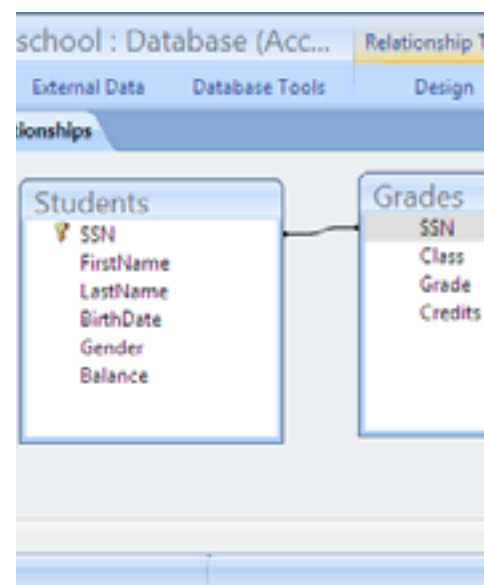 school : Database (Acc...
Relationship T
External Data
Database Tools
Design
tionships
Students
SSN
FirstName
LastName
BirthDate
Gender
Balance
Grades
SSN
Class
Grade
Credits